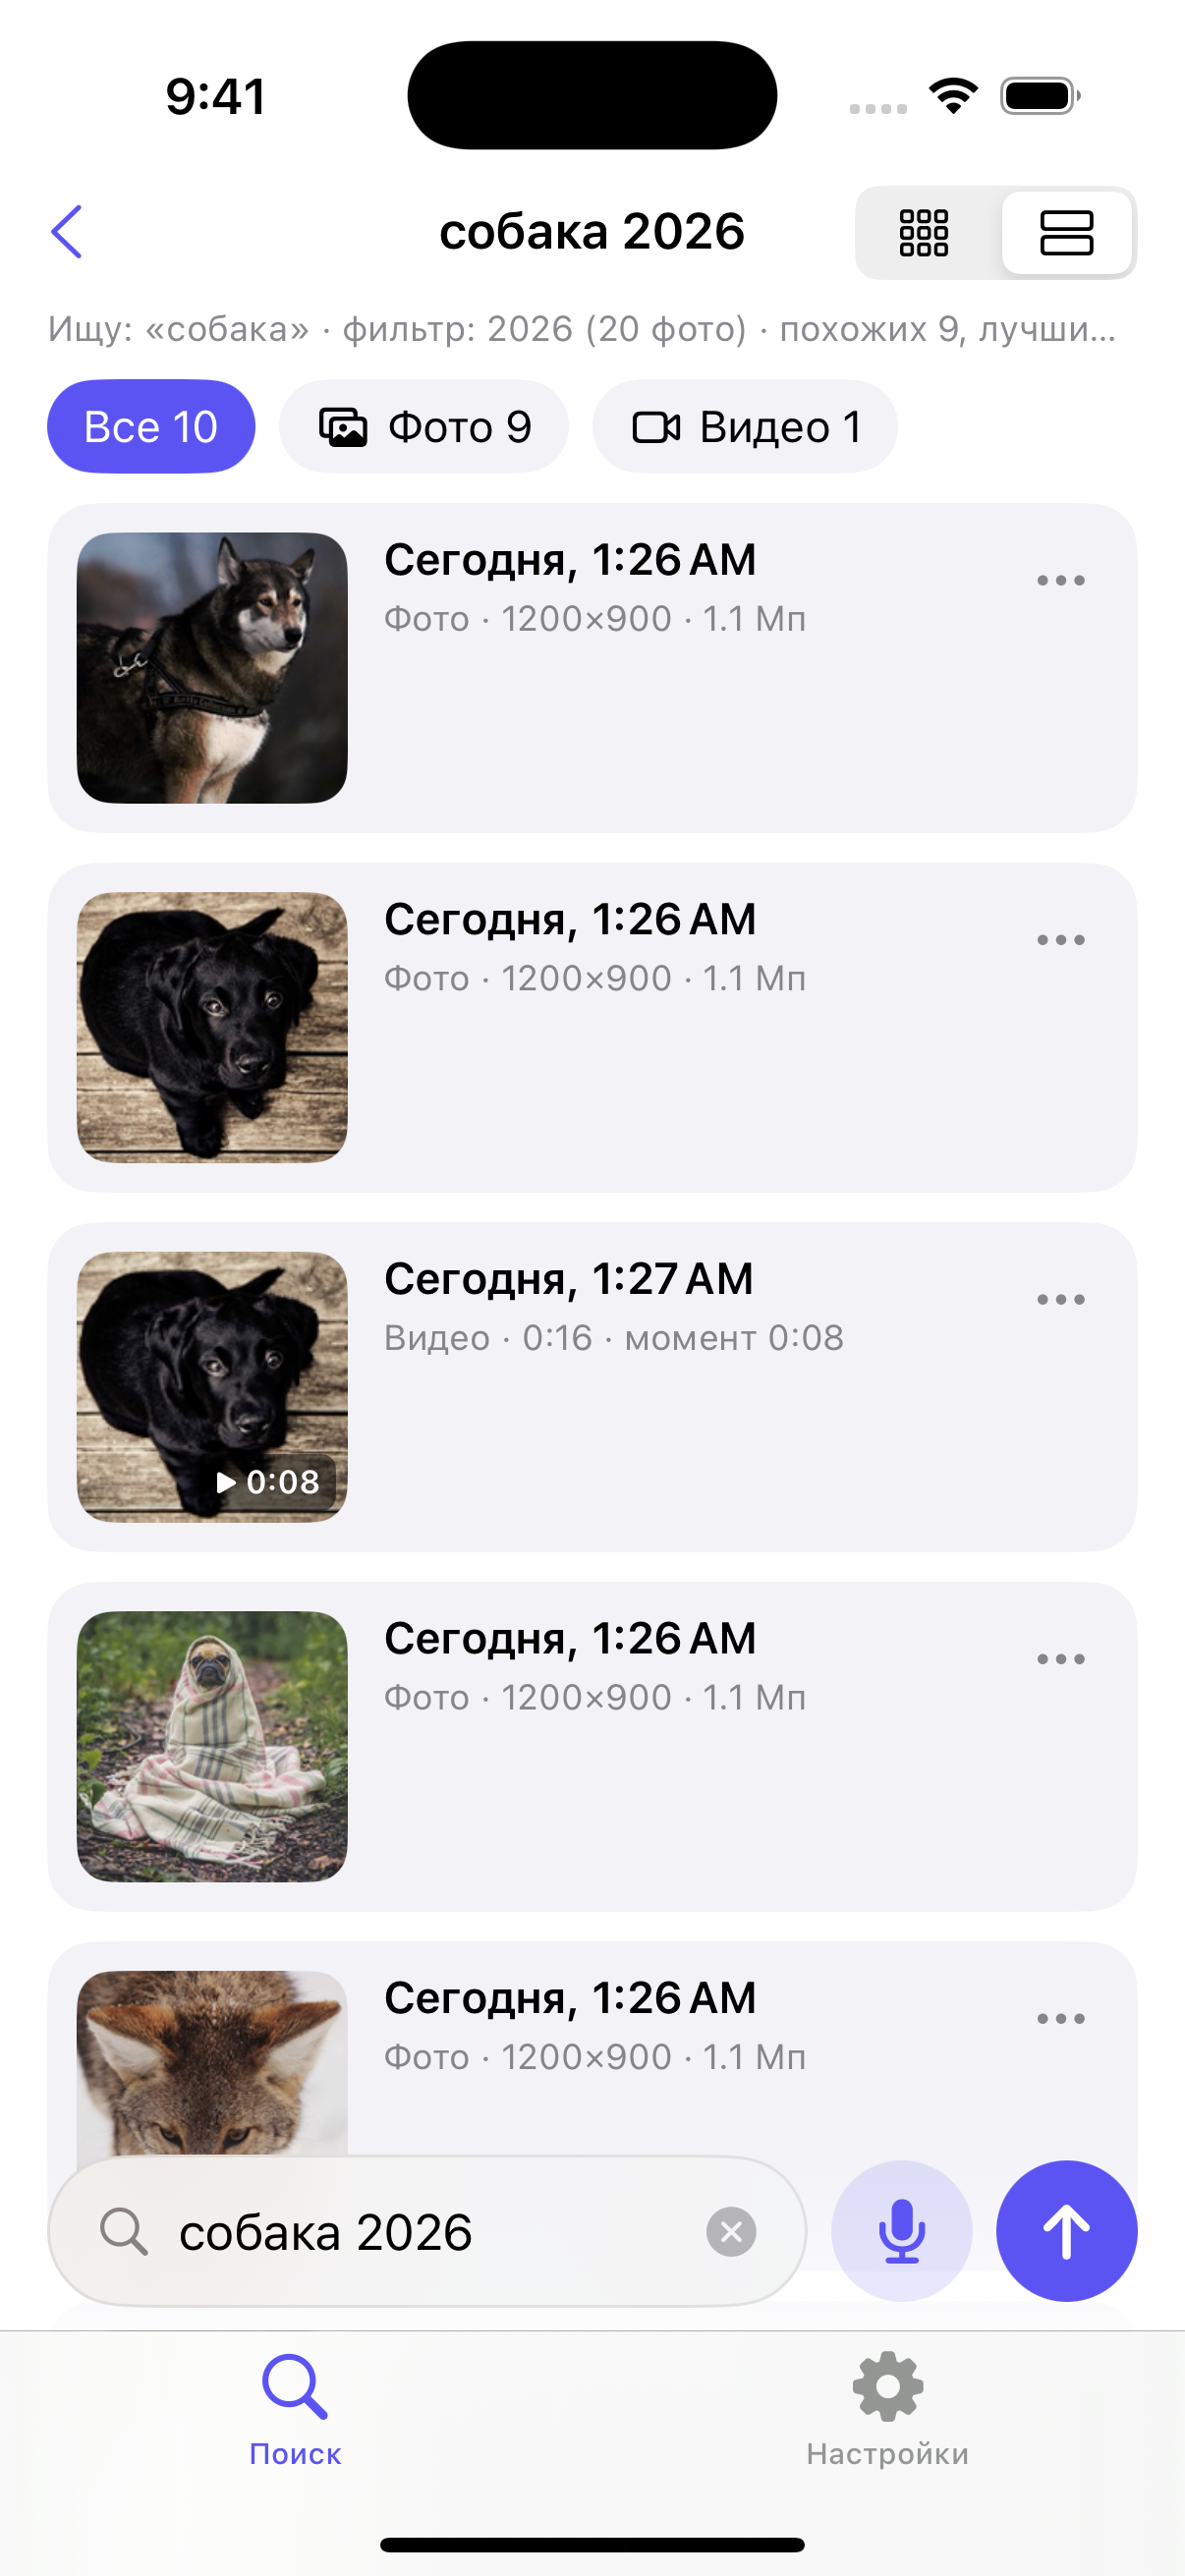 9:41
собака 2026
Ищу: «собака» · фильтр: 2026 (20 фото) · похожих 9, лучши...
Все 10
Фото 9
Видео 1
Сегодня, 1:26 AM
Фото · 1200×900 · 1.1 Мп
Сегодня, 1:26 AM
Фото · 1200×900 · 1.1 Мп
Сегодня, 1:27 AM
Видео · 0:16 · момент 0:08
0:08
Сегодня, 1:26 AM
Фото · 1200×900 · 1.1 Мп
Сегодня, 1:26 AM
Фото · 1200×900 · 1.1 Мп
собака 2026
Поиск
Настройки